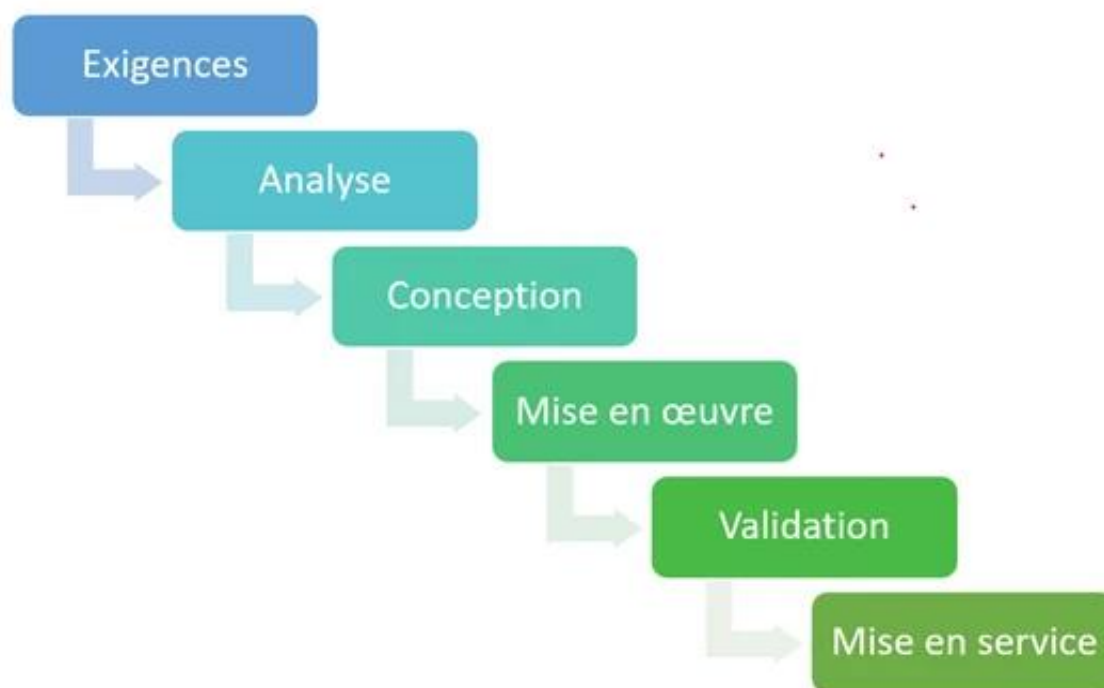 Exigences
Analyse
Conception
Mise en œuvre
Validation
Mise en service